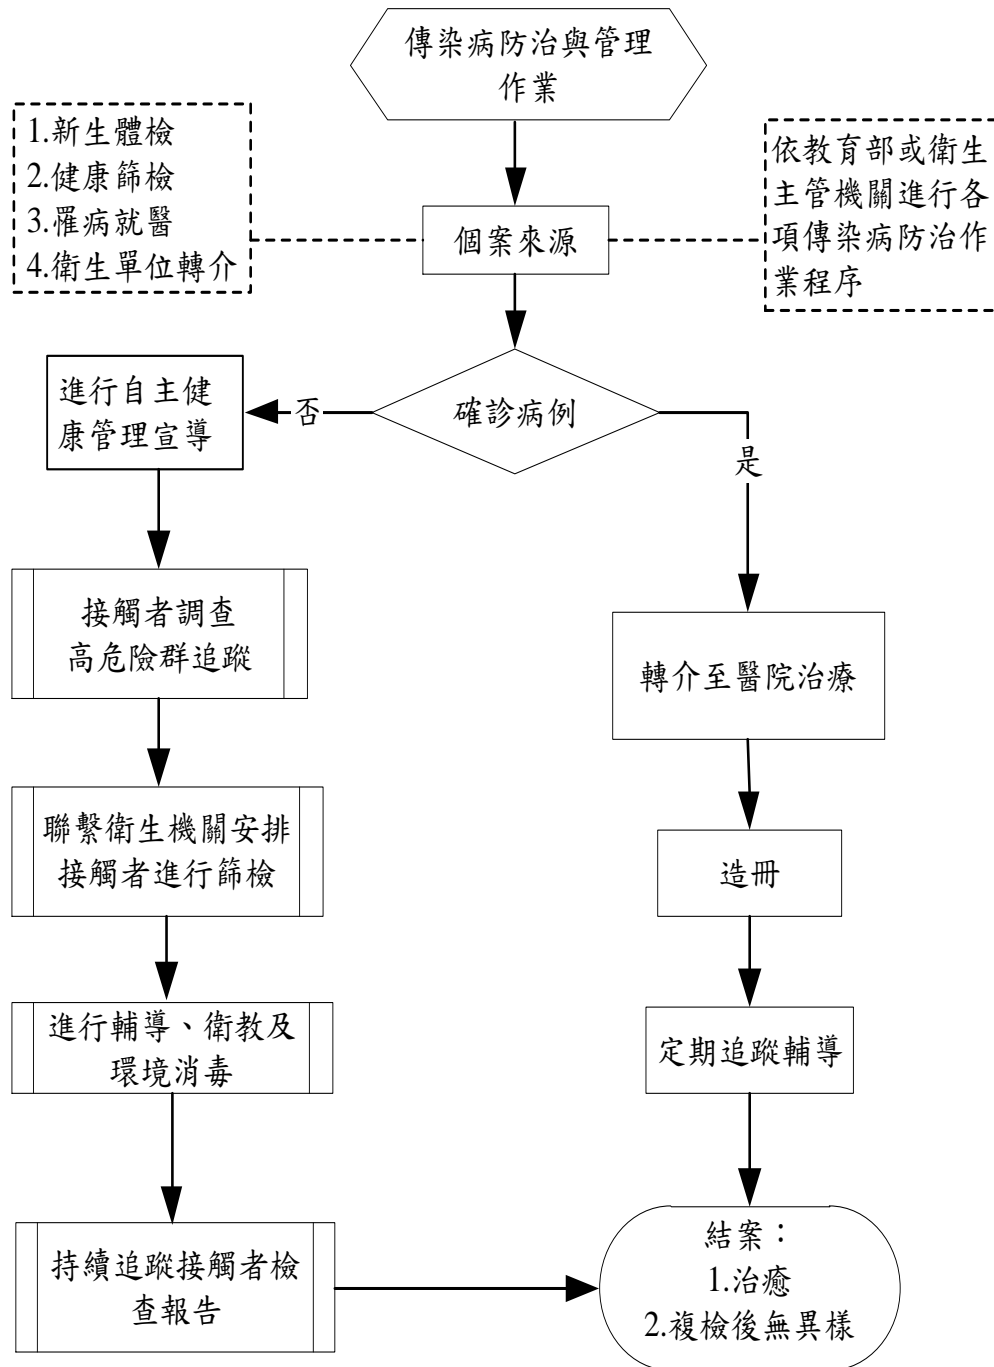 傳染病防治與管理
作業
1.新生體檢
2.健康篩檢
3.罹病就醫
4.衛生單位轉介
個案來源
依教育部或衛生
主管機關進行各
項傳染病防治作
業程序
確診病例
否
是
進行自主健
康管理宣導
接觸者調查
高危險群追蹤
聯繫衛生機關安排
接觸者進行篩檢
進行輔導、衛教及
環境消毒
持續追蹤接觸者檢
查報告
轉介至醫院治療
造冊
定期追蹤輔導
結案：
1.治癒
2.複檢後無異樣